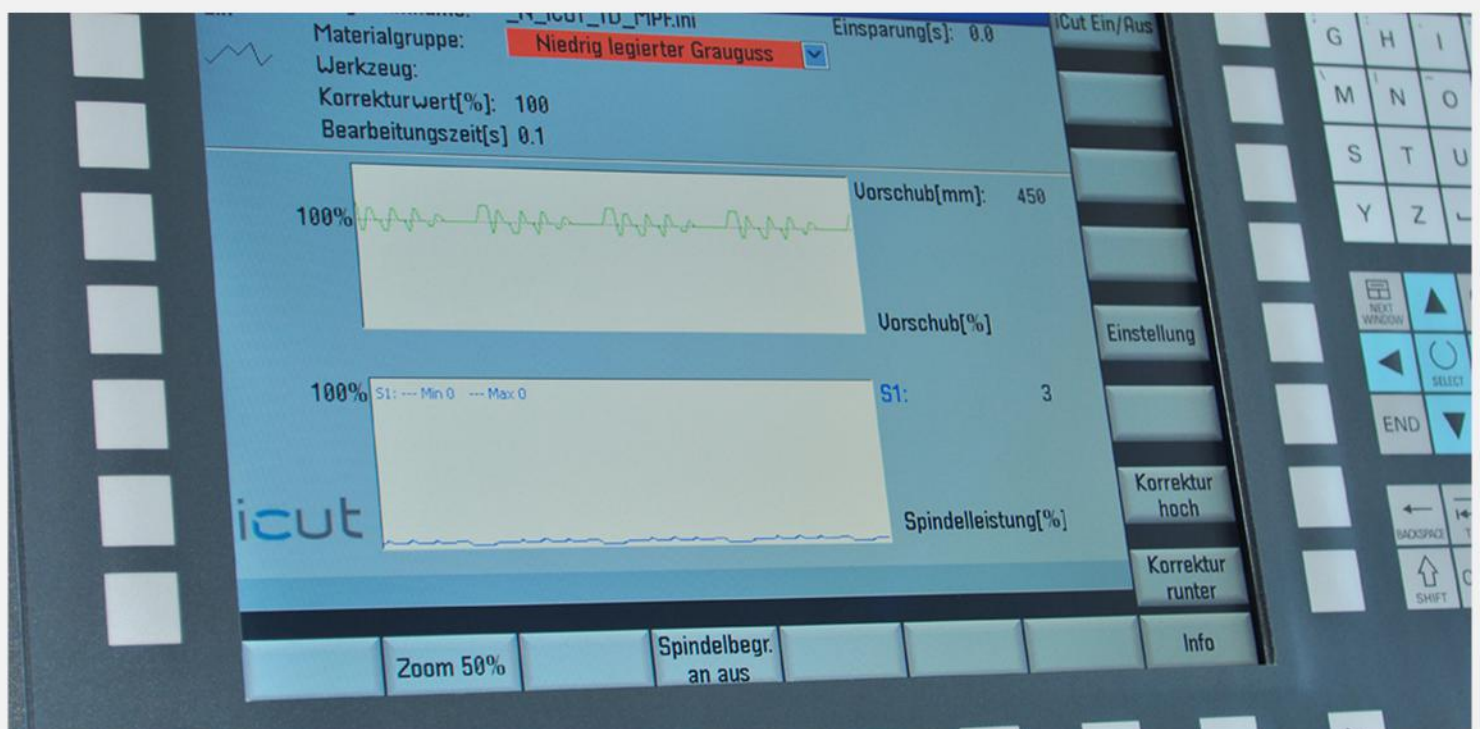 _N_ICUT_TD_MPF.ini
Einsparung[s]: 0.0
iCut Ein/Aus
Materialgruppe: Niedrig legierter Grauguss
Werkzeug:
Korrekturwert[%]: 100
Bearbeitungszeit[s] 0.1
100%
Vorschub[mm]: 450
Vorschub[%]
Einstellung
100%
S1: --- Min 0 --- Max 0
S1: 3
Korrektur
hoch
icut
Spindelleistung[%]
Korrektur
runter
Zoom 50%
Spindelbegr.
an aus
Info
G H I
M N O
S T U
Y Z
NEXT
WINDOW
SELECT
END
BACKSPACE
SHIFT